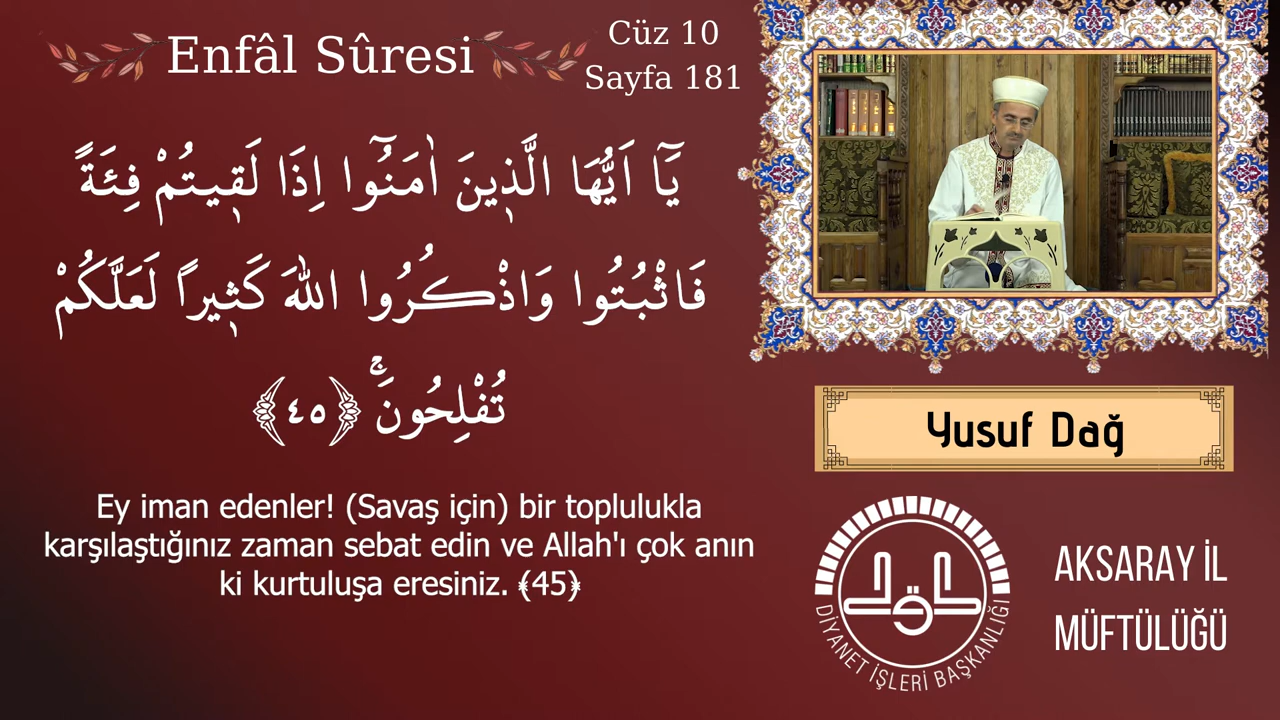 Enfâl Sûresi
Cüz 10
Sayfa 181
يَٓا اَيُّهَا الَّذ۪ينَ اٰمَنُٓوا اِذَا لَق۪يتُمْ فِئَةً
فَاثْبُتُوا وَاذْكُرُوا اللّٰهَ كَث۪يراً لَعَلَّكُمْ
تُفْلِحُونَۚ ﴿٤٥﴾
Ey iman edenler! (Savaş için) bir toplulukla
karşılaştığınız zaman sebat edin ve Allah'ı çok anın
ki kurtuluşa eresiniz. ﴾45﴿
Yusuf Dağ
DİYANET İŞLERİ BAŞKANLIĞI
AKSARAY İL
MÜFTÜLÜĞÜ